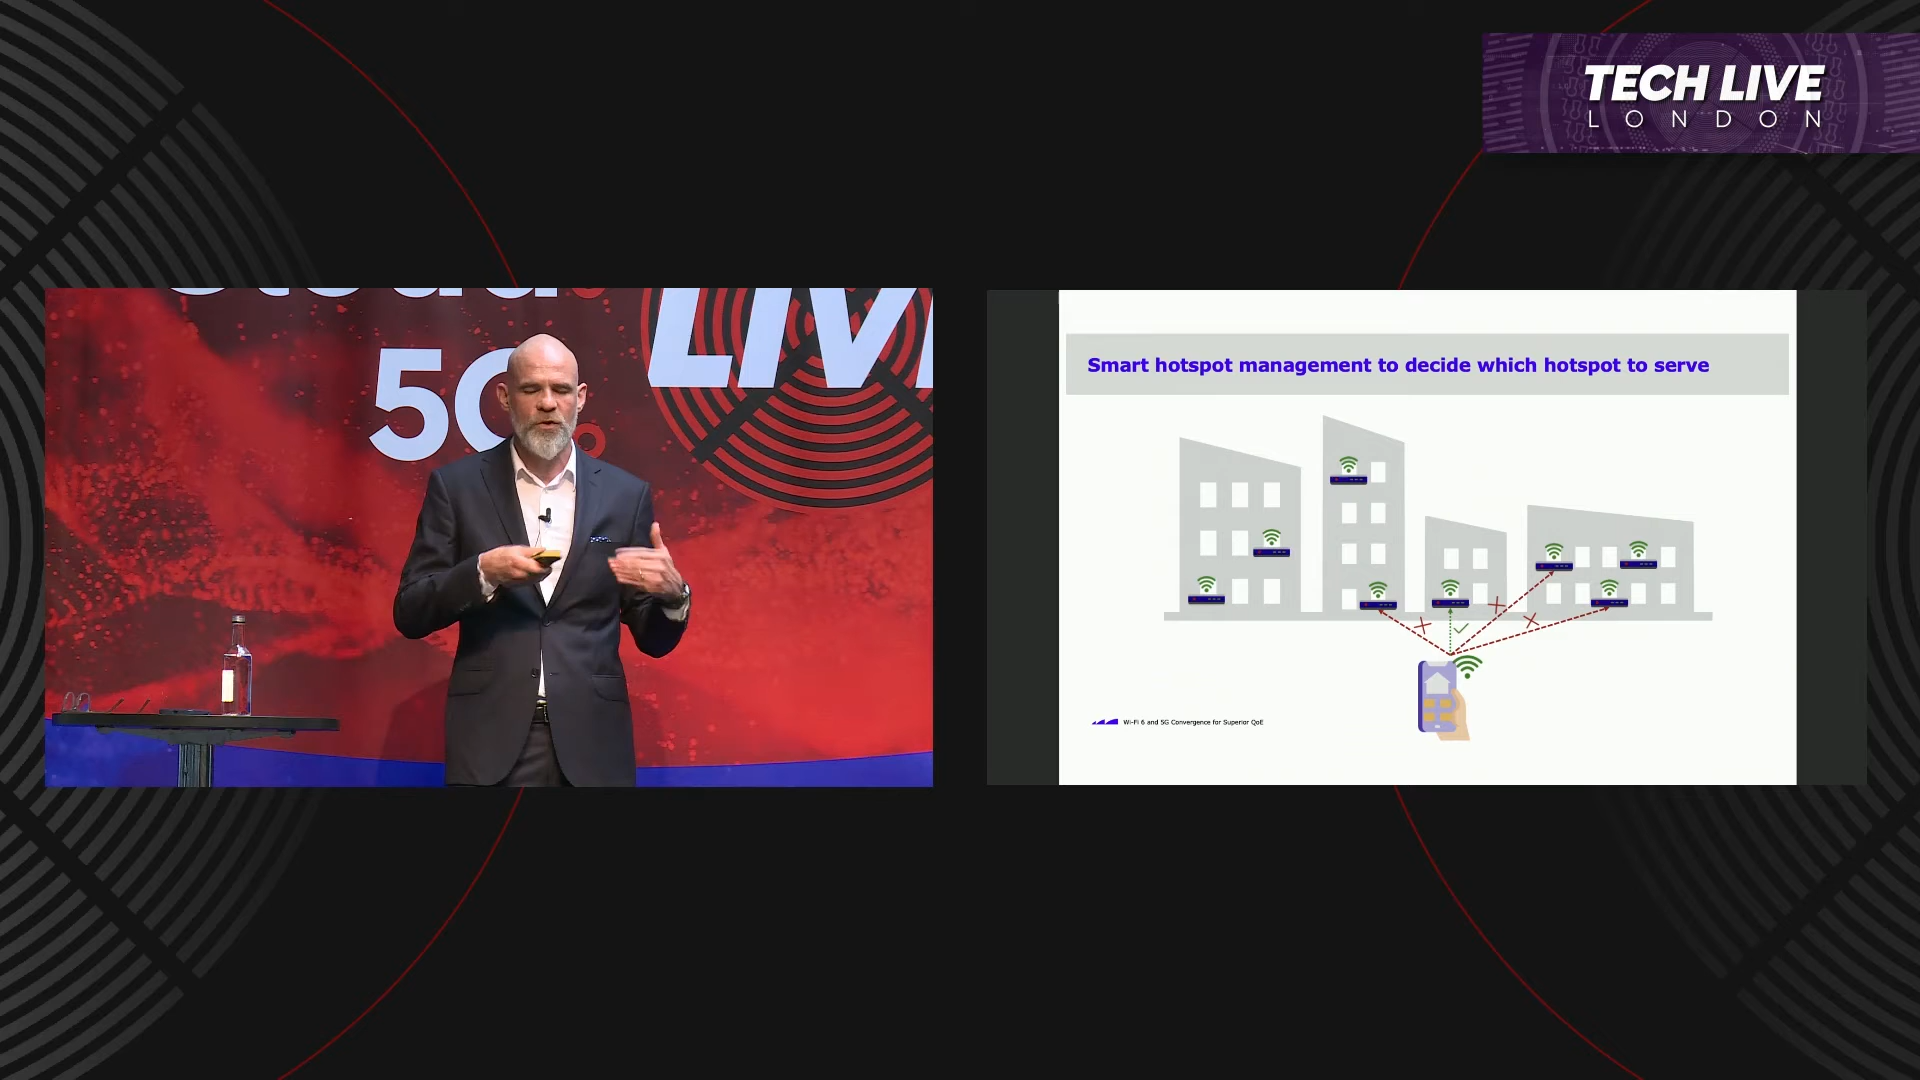 TECH LIVE
LONDON
Cloud.
5G.
LIV
Smart hotspot management to decide which hotspot to serve
Wi-Fi 6 and 5G Convergence for Superior QoE